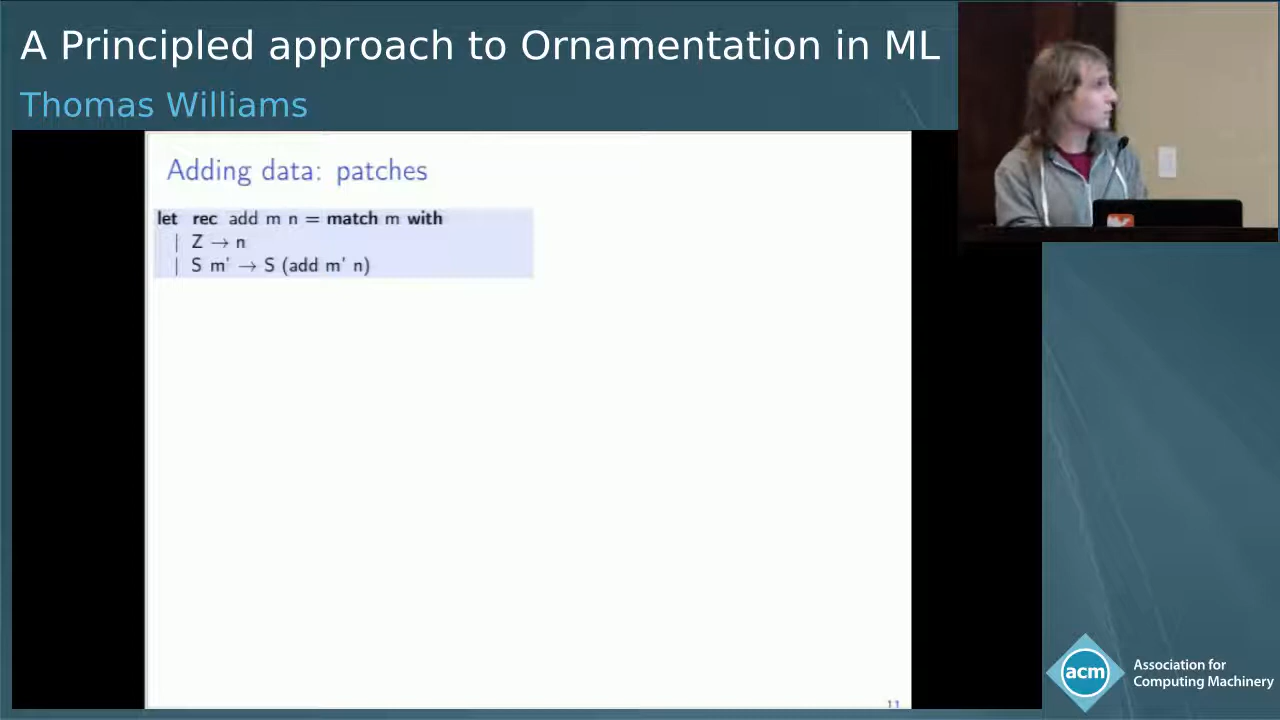 A Principled approach to Ornamentation in ML
Thomas Williams
Adding data: patches
let rec add m n = match m with
| Z → n
| S m' → S (add m' n)
11
acm
Association for
Computing Machinery